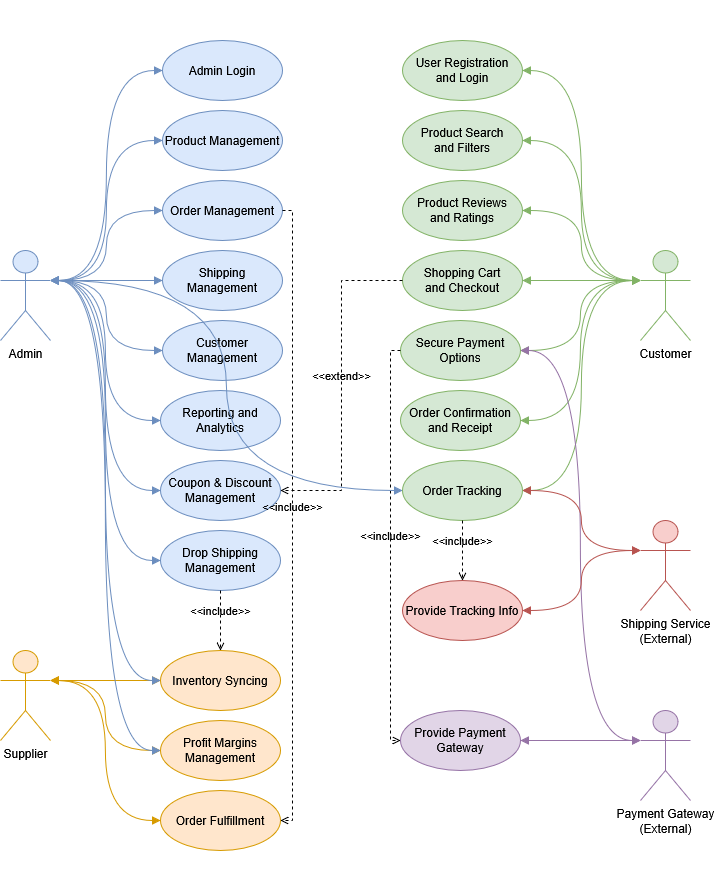 Admin Login
User Registration
and Login
Product Management
Product Search
and Filters
Order Management
Product Reviews
and Ratings
Shipping
Management
Shopping Cart
and Checkout
Admin
Customer
Customer
Management
Secure Payment
Options
<<extend>>
Reporting and
Analytics
Order Confirmation
and Receipt
Coupon & Discount
Management
Order Tracking
<<include>>
<<include>>
<<include>>
Drop Shipping
Management
<<include>>
Provide Tracking Info
Shipping Service
(External)
Inventory Syncing
Supplier
Profit Margins
Management
Provide Payment
Gateway
Order Fulfillment
Payment Gateway
(External)